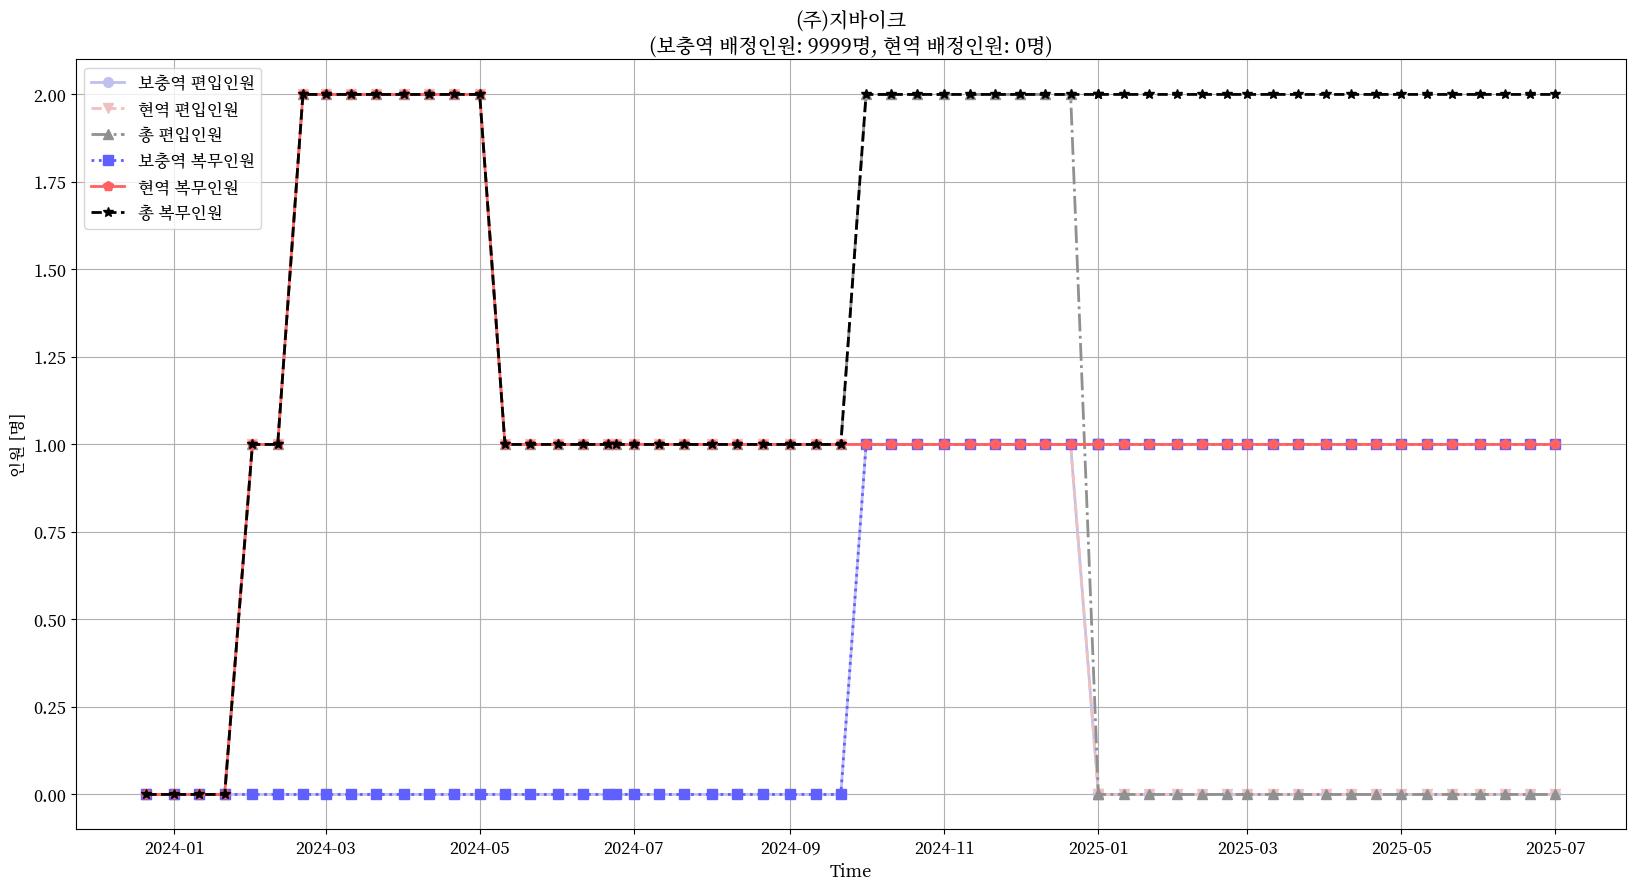 (주)지바이크
(보충역 배정인원: 9999명, 현역 배정인원: 0명)
보충역 편입인원
현역 편입인원
총 편입인원
보충역 복무인원
현역 복무인원
총 복무인원
인원 [명]
2.00
1.75
1.50
1.25
1.00
0.75
0.50
0.25
0.00
2024-01
2024-03
2024-05
2024-07
2024-09
2024-11
2025-01
2025-03
2025-05
2025-07
Time